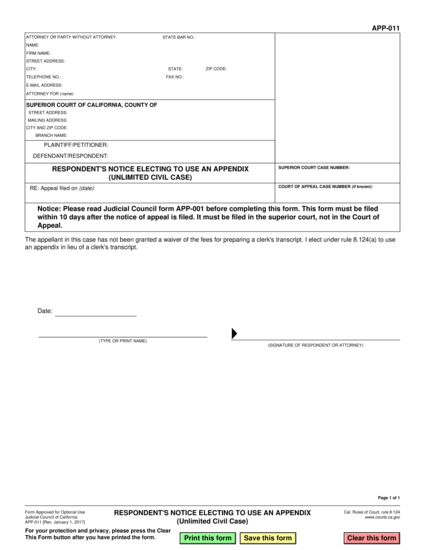 APP-011
ATTORNEY OR PARTY WITHOUT ATTORNEY: STATE BAR NO.:
NAME:
FIRM NAME:
STREET ADDRESS:
CITY: STATE: ZIP CODE:
TELEPHONE NO.: FAX NO.:
E-MAIL ADDRESS:
ATTORNEY FOR (name):
SUPERIOR COURT OF CALIFORNIA, COUNTY OF
STREET ADDRESS:
MAILING ADDRESS:
CITY AND ZIP CODE:
BRANCH NAME:
PLAINTIFF/PETITIONER:
DEFENDANT/RESPONDENT:
RESPONDENT'S NOTICE ELECTING TO USE AN APPENDIX
(UNLIMITED CIVIL CASE)
SUPERIOR COURT CASE NUMBER:
RE: Appeal filed on (date):
COURT OF APPEAL CASE NUMBER (if known):
Notice: Please read Judicial Council form APP-001 before completing this form. This form must be filed
within 10 days after the notice of appeal is filed. It must be filed in the superior court, not in the Court of
Appeal.
The appellant in this case has not been granted a waiver of the fees for preparing a clerk's transcript. I elect under rule 8.124(a) to use
an appendix in lieu of a clerk's transcript.
Date:
(TYPE OR PRINT NAME)
(SIGNATURE OF RESPONDENT OR ATTORNEY)
Page 1 of 1
Form Approved for Optional Use
Judicial Council of California
APP-011 [Rev. January 1, 2017]
RESPONDENT'S NOTICE ELECTING TO USE AN APPENDIX
(Unlimited Civil Case)
Cal. Rules of Court, rule 8.124
www.courts.ca.gov
For your protection and privacy, please press the Clear
This Form button after you have printed the form.
Print this form
Save this form
Clear this form